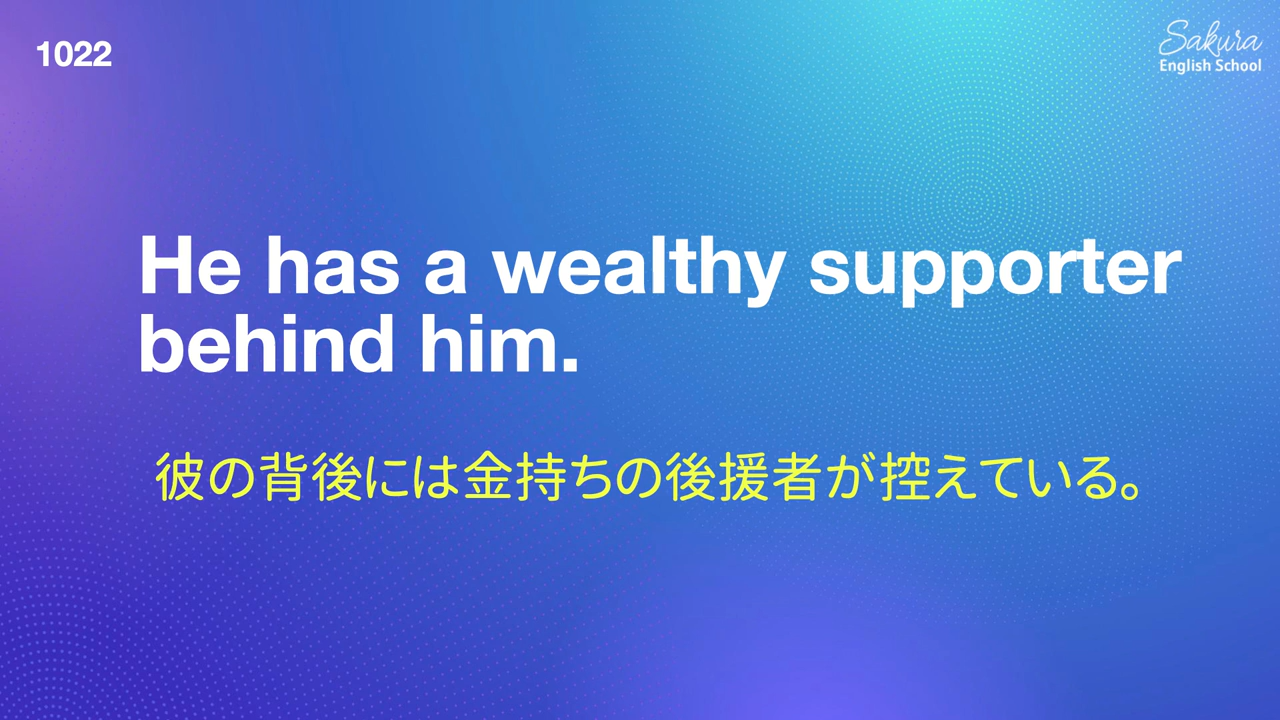 1022
Sakura
English School
He has a wealthy supporter
behind him.
彼の背後には金持ちの後援者が控えている。